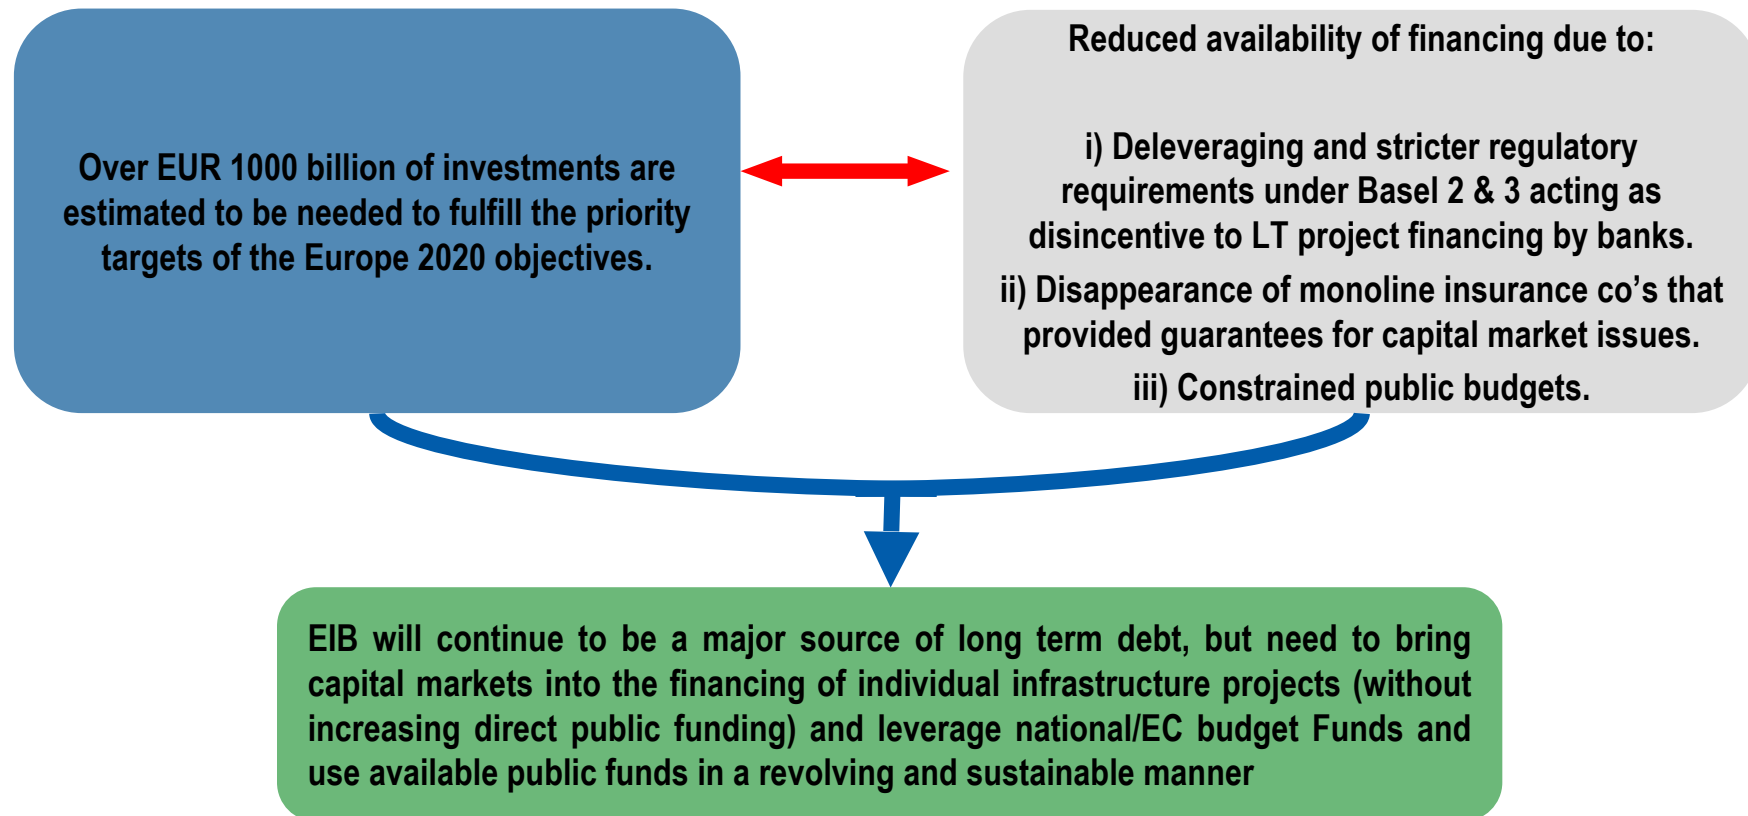 Over EUR 1000 billion of investments are
estimated to be needed to fulfill the priority
targets of the Europe 2020 objectives.
Reduced availability of financing due to:
i) Deleveraging and stricter regulatory
requirements under Basel 2 & 3 acting as
disincentive to LT project financing by banks.
ii) Disappearance of monoline insurance co’s that
provided guarantees for capital market issues.
iii) Constrained public budgets.
EIB will continue to be a major source of long term debt, but need to bring
capital markets into the financing of individual infrastructure projects (without
increasing direct public funding) and leverage national/EC budget Funds and
use available public funds in a revolving and sustainable manner